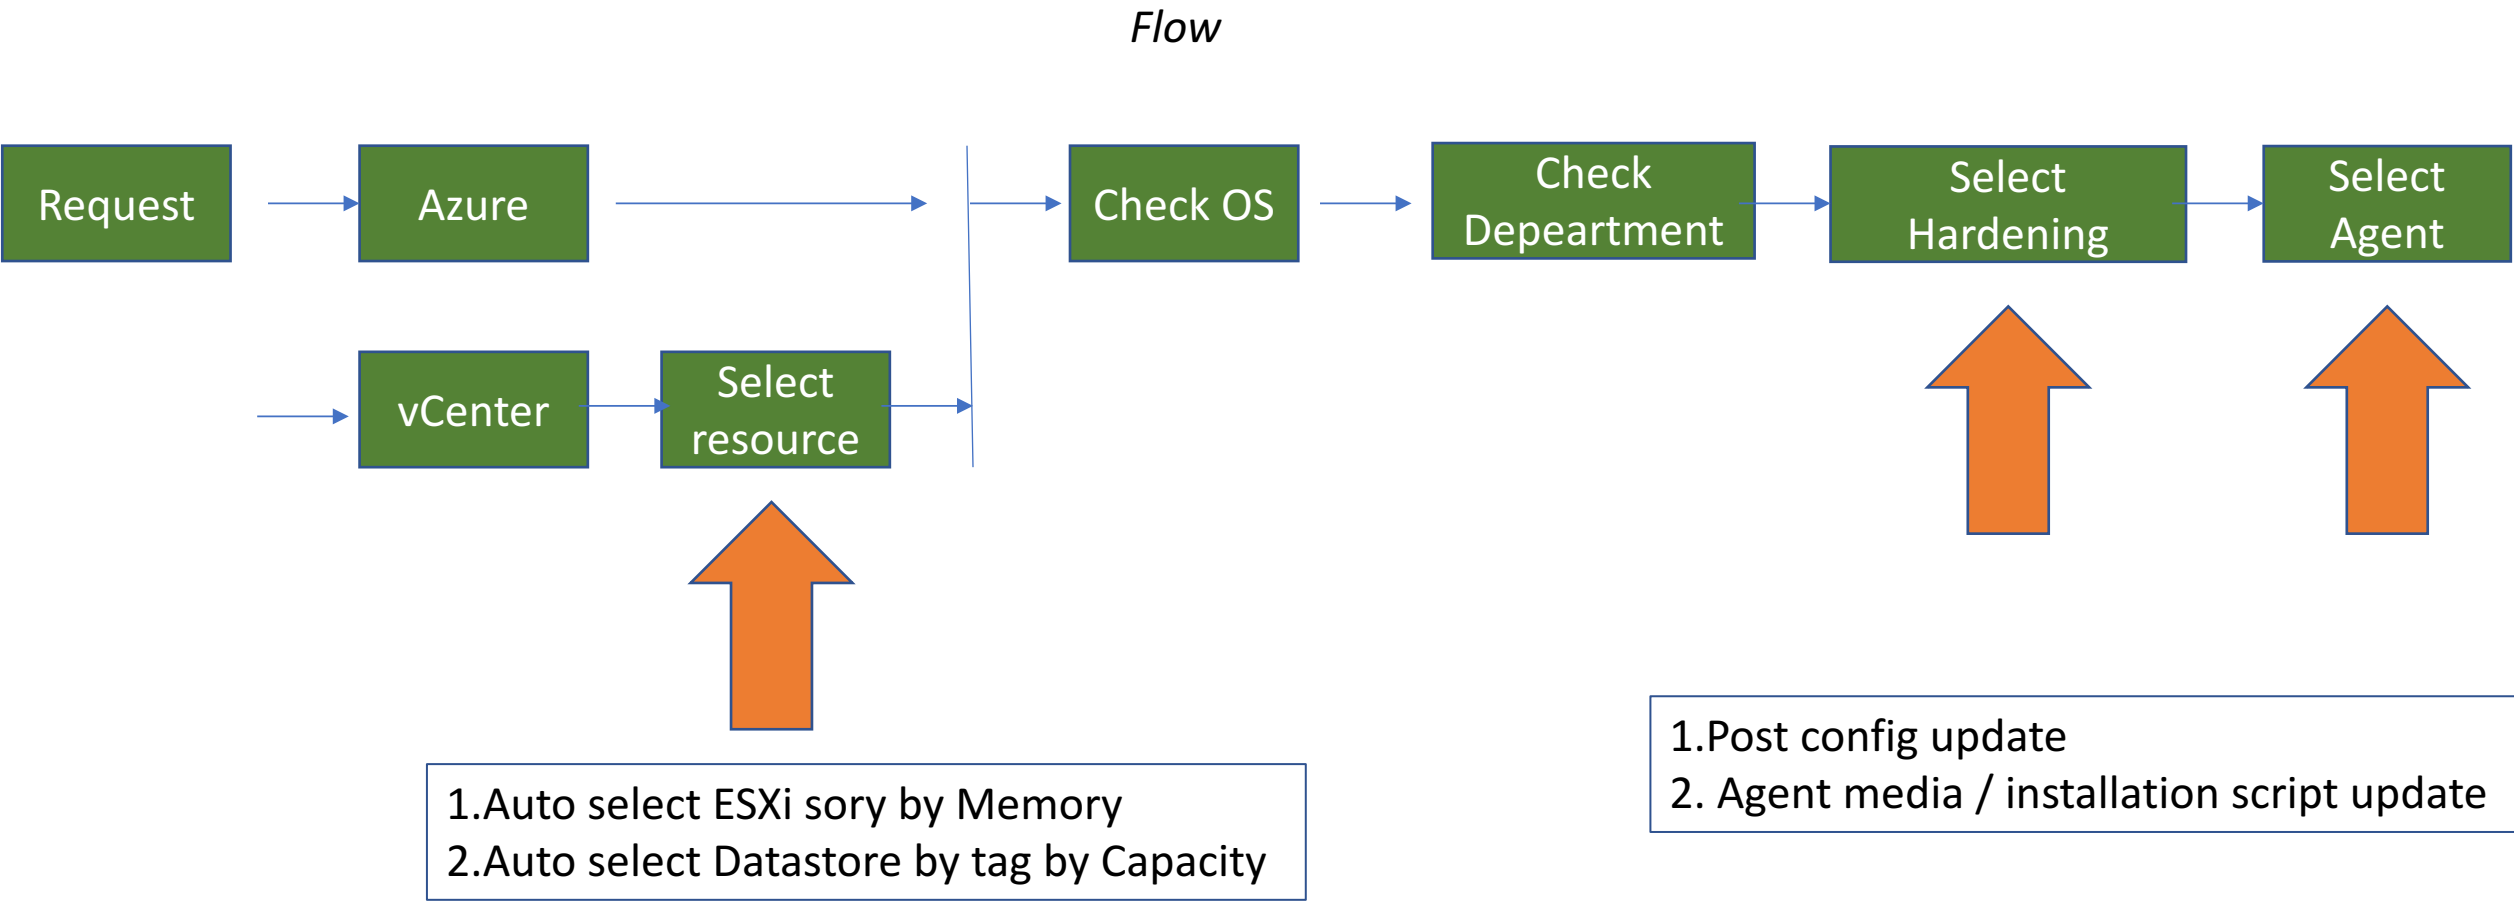 Flow
Request
Azure
Check OS
Check
Depeartment
Select
Hardening
Select
Agent
vCenter
Select
resource
1.Auto select ESXi sory by Memory
2.Auto select Datastore by tag by Capacity
1.Post config update
2. Agent media / installation script update